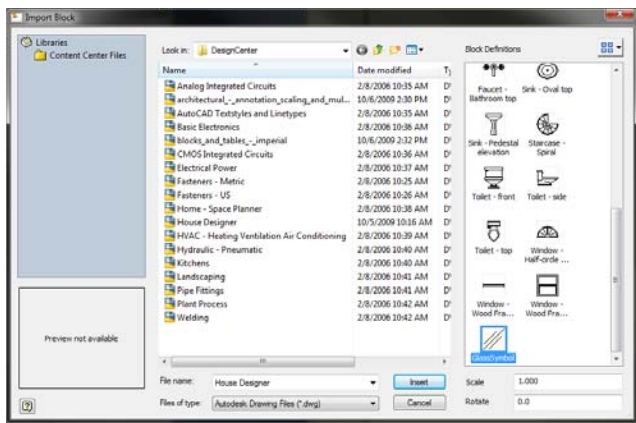 Import Block
Libraries
Content Center Files
Look in:
DesignCenter
Name
Date modified
Analog Integrated Circuits 2/8/2006 10:35 AM
architectural_-_annotation_scaling_and_mul... 10/6/2009 2:30 PM
AutoCAD Textstyles and Linetypes 2/8/2006 10:35 AM
Basic Electronics 2/8/2006 10:36 AM
blocks_and_tables_-_imperial 10/6/2009 2:32 PM
CMOS Integrated Circuits 2/8/2006 10:36 AM
Electrical Power 2/8/2006 10:37 AM
Fasteners - Metric 2/8/2006 10:25 AM
Fasteners - US 2/8/2006 10:26 AM
Home - Space Planner 2/8/2006 10:38 AM
House Designer 10/5/2009 10:16 AM
HVAC - Heating Ventilation Air Conditioning 2/8/2006 10:39 AM
Hydraulic - Pneumatic 2/8/2006 10:40 AM
Kitchens 2/8/2006 10:40 AM
Landscaping 2/8/2006 10:41 AM
Pipe Fittings 2/8/2006 10:41 AM
Plant Process 2/8/2006 10:42 AM
Welding 2/8/2006 10:42 AM
Block Definitions
Faucet -
Bathroom top
Sink - Oval top
Sink - Pedestal
elevation
Staircase -
Spiral
Toilet - front
Toilet - side
Toilet - top
Window -
Half-circle ...
Window -
Wood Fra...
Window -
Wood Fra...
GlassSymbol
Preview not available
File name:
House Designer
Insert
Files of type:
Autodesk Drawing Files (*.dwg)
Cancel
Scale
1.000
Rotate
0.0